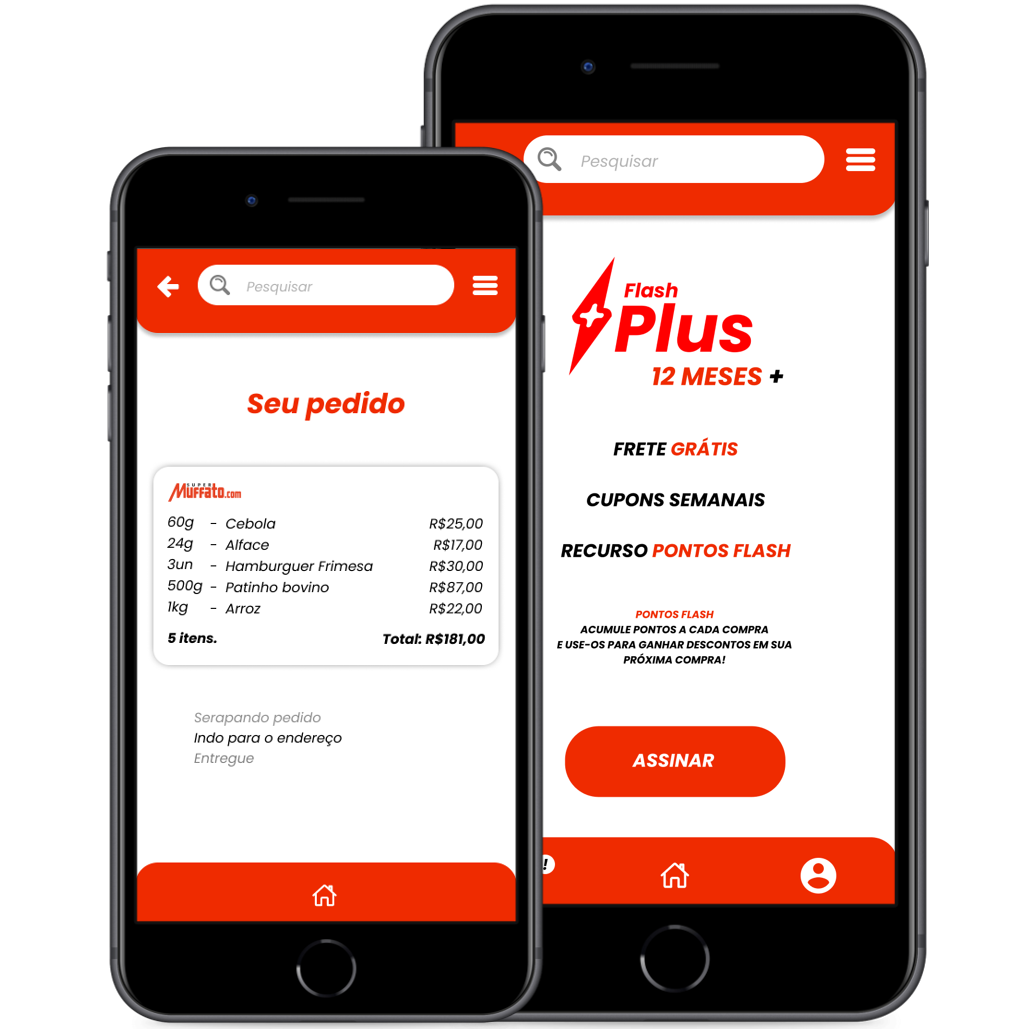 Pesquisar
Seu pedido
SUPER
Muffato.com
60g - Cebola R$25,00
24g - Alface R$17,00
3un - Hamburguer Frimesa R$30,00
500g - Patinho bovino R$87,00
1kg - Arroz R$22,00
5 itens. Total: R$181,00
Serapando pedido
Indo para o endereço
Entregue
Pesquisar
Flash
Plus
12 MESES +
FRETE GRÁTIS
CUPONS SEMANAIS
RECURSO PONTOS FLASH
PONTOS FLASH
ACUMULE PONTOS A CADA COMPRA
E USE-OS PARA GANHAR DESCONTOS EM SUA
PRÓXIMA COMPRA!
ASSINAR
!